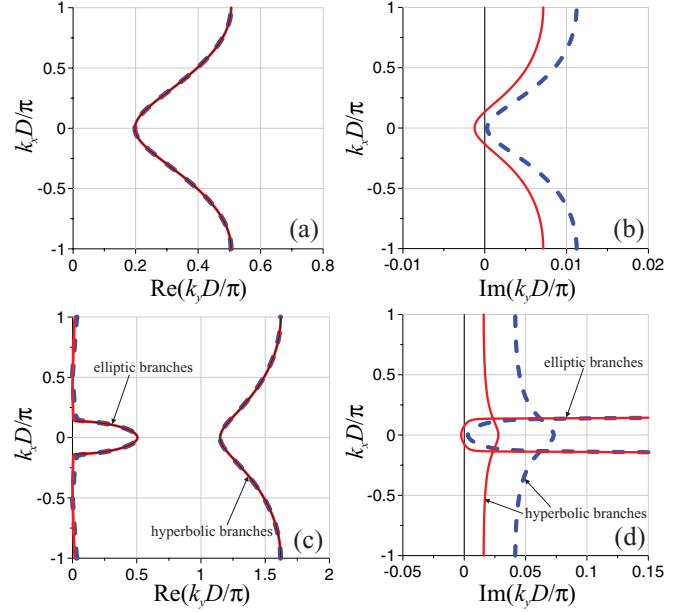 1
0.5
0
-0.5
-1
k_xD/π
(a)
0
0.2
0.4
0.6
0.8
Re(k_yD/π)
1
0.5
0
-0.5
-1
k_xD/π
(b)
-0.01
0
0.01
0.02
Im(k_yD/π)
1
0.5
0
-0.5
-1
k_xD/π
elliptic branches
hyperbolic branches
(c)
0
0.5
1
1.5
2
Re(k_yD/π)
1
0.5
0
-0.5
-1
k_xD/π
elliptic branches
hyperbolic branches
(d)
-0.05
0
0.05
0.10
0.15
Im(k_yD/π)